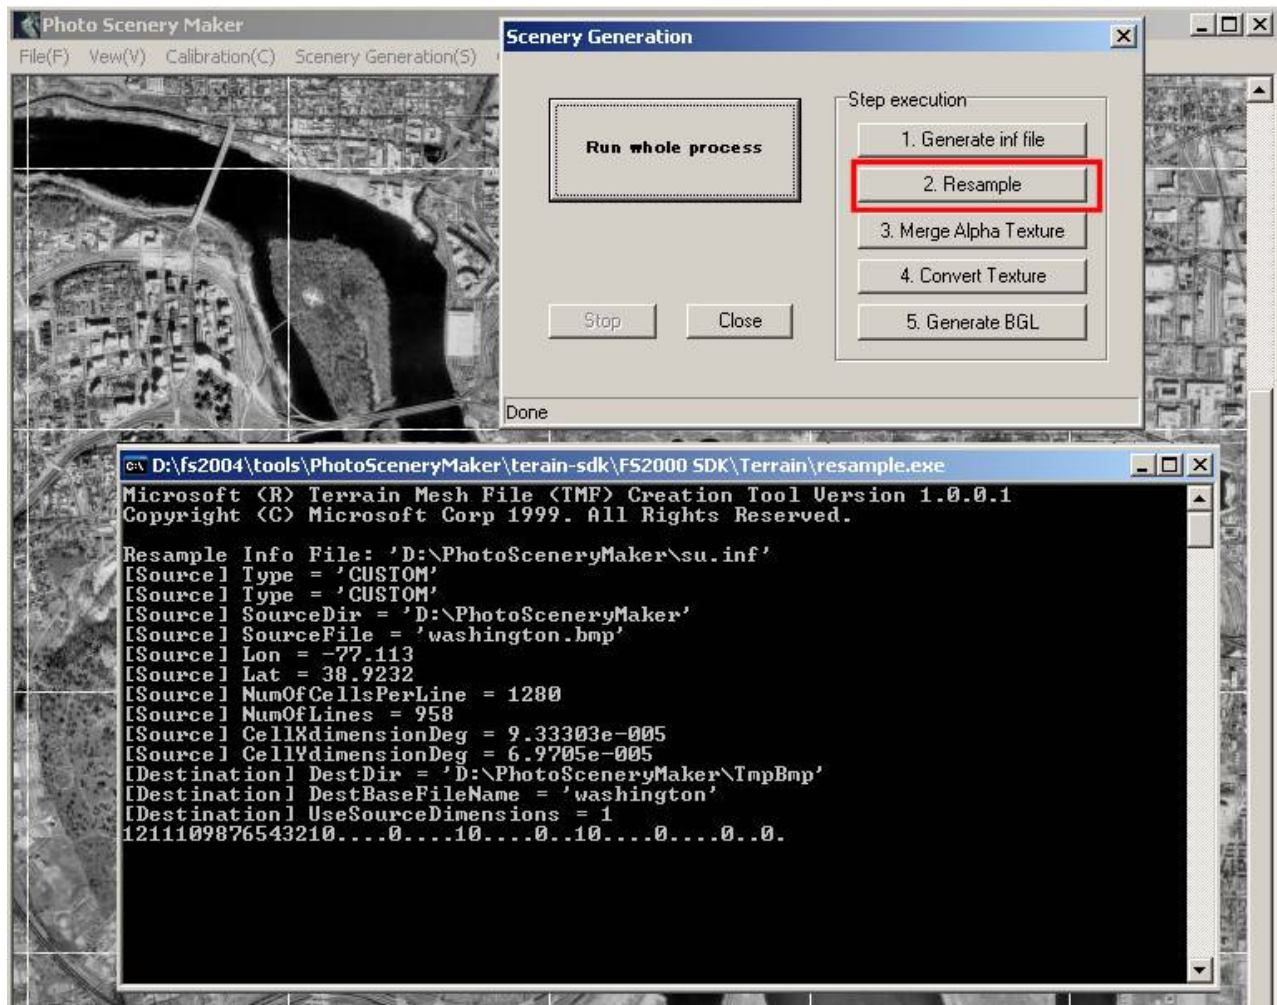 Photo Scenery Maker
File(F) Vew(V) Calibration(C) Scenery Generation(S)
Scenery Generation
Run whole process
Stop
Close
Step execution
1. Generate inf file
2. Resample
3. Merge Alpha Texture
4. Convert Texture
5. Generate BGL
Done
D:\fs2004\tools\PhotoSceneryMaker\terain-sdk\FS2000 SDK\Terrain\resample.exe
Microsoft (R) Terrain Mesh File (TMF) Creation Tool Version 1.0.0.1
Copyright (C) Microsoft Corp 1999. All Rights Reserved.
Resample Info File: 'D:\PhotoSceneryMaker\su.inf'
[Source] Type = 'CUSTOM'
[Source] Type = 'CUSTOM'
[Source] SourceDir = 'D:\PhotoSceneryMaker'
[Source] SourceFile = 'washington.bmp'
[Source] Lon = -77.113
[Source] Lat = 38.9232
[Source] NumOfCellsPerLine = 1280
[Source] NumOfLines = 958
[Source] CellXdimensionDeg = 9.33303e-005
[Source] CellYdimensionDeg = 6.9705e-005
[Destination] DestDir = 'D:\PhotoSceneryMaker\TmpBmp'
[Destination] DestBaseFileName = 'washington'
[Destination] UseSourceDimensions = 1
1211109876543210....0....10....0..10....0....0..0.